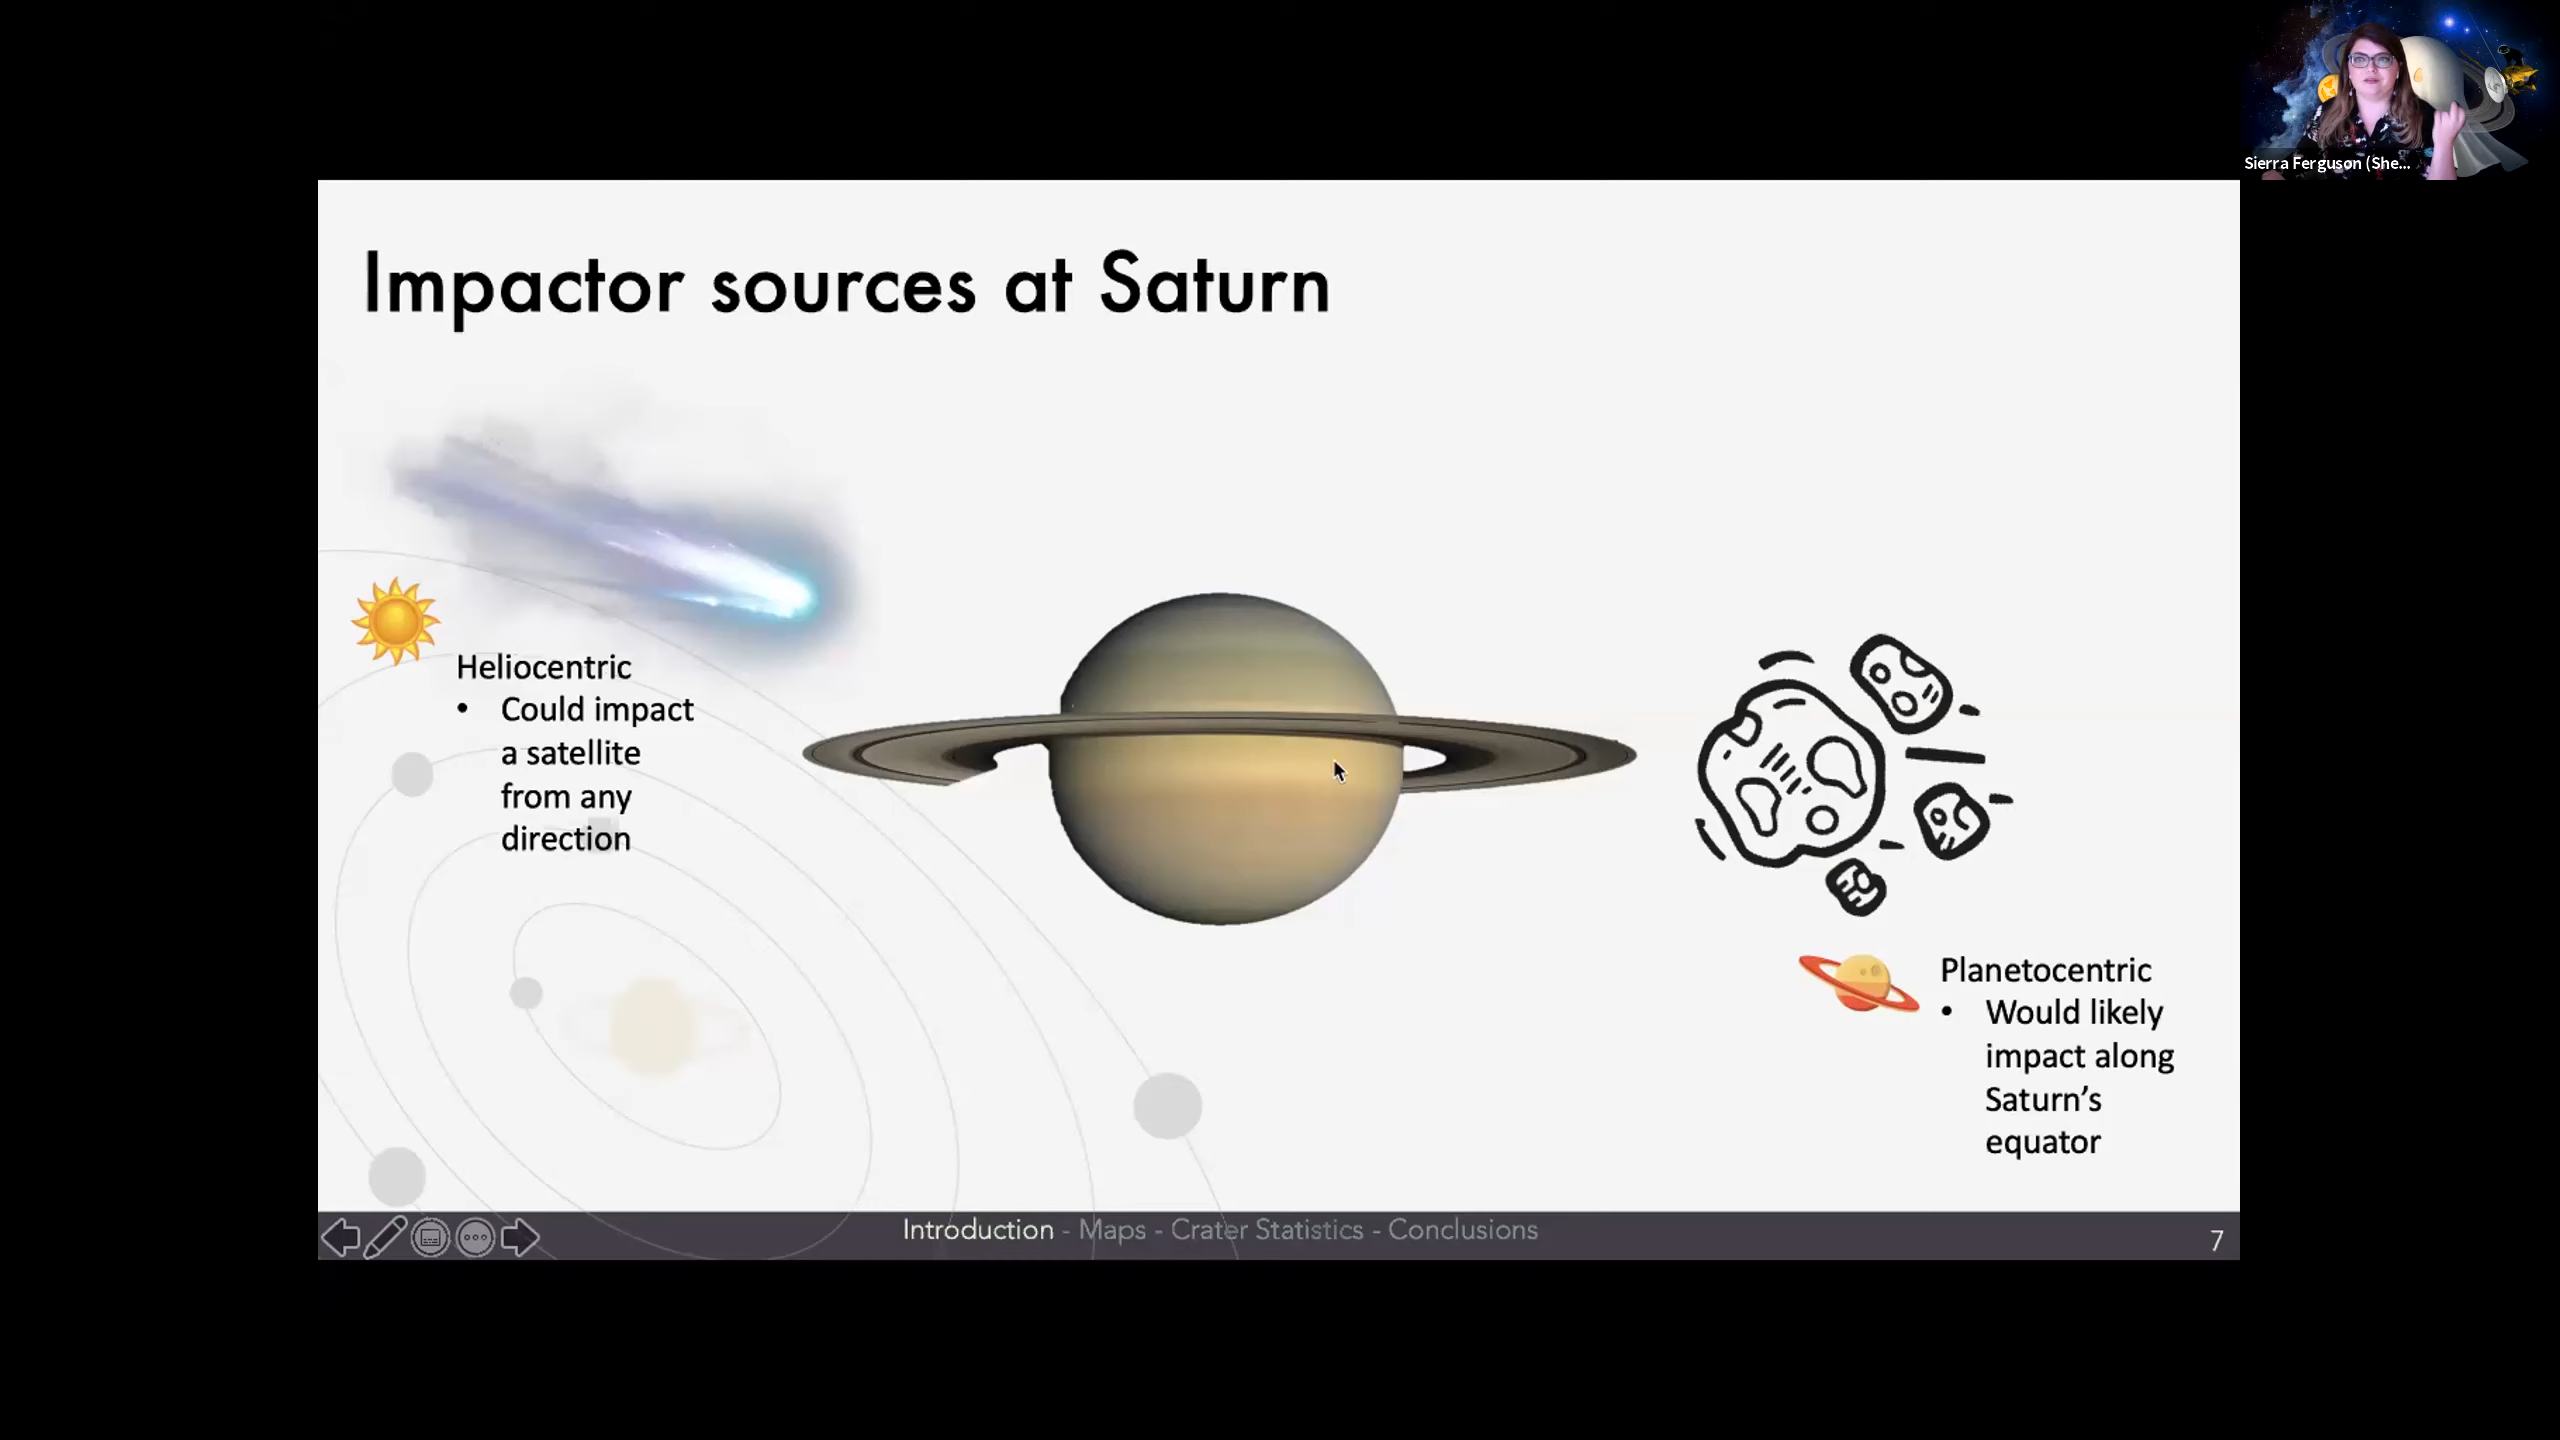 Sierra Ferguson (She...
Impactor sources at Saturn
Heliocentric
• Could impact
a satellite
from any
direction
Planetocentric
• Would likely
impact along
Saturn’s
equator
Introduction - Maps - Crater Statistics - Conclusions
7